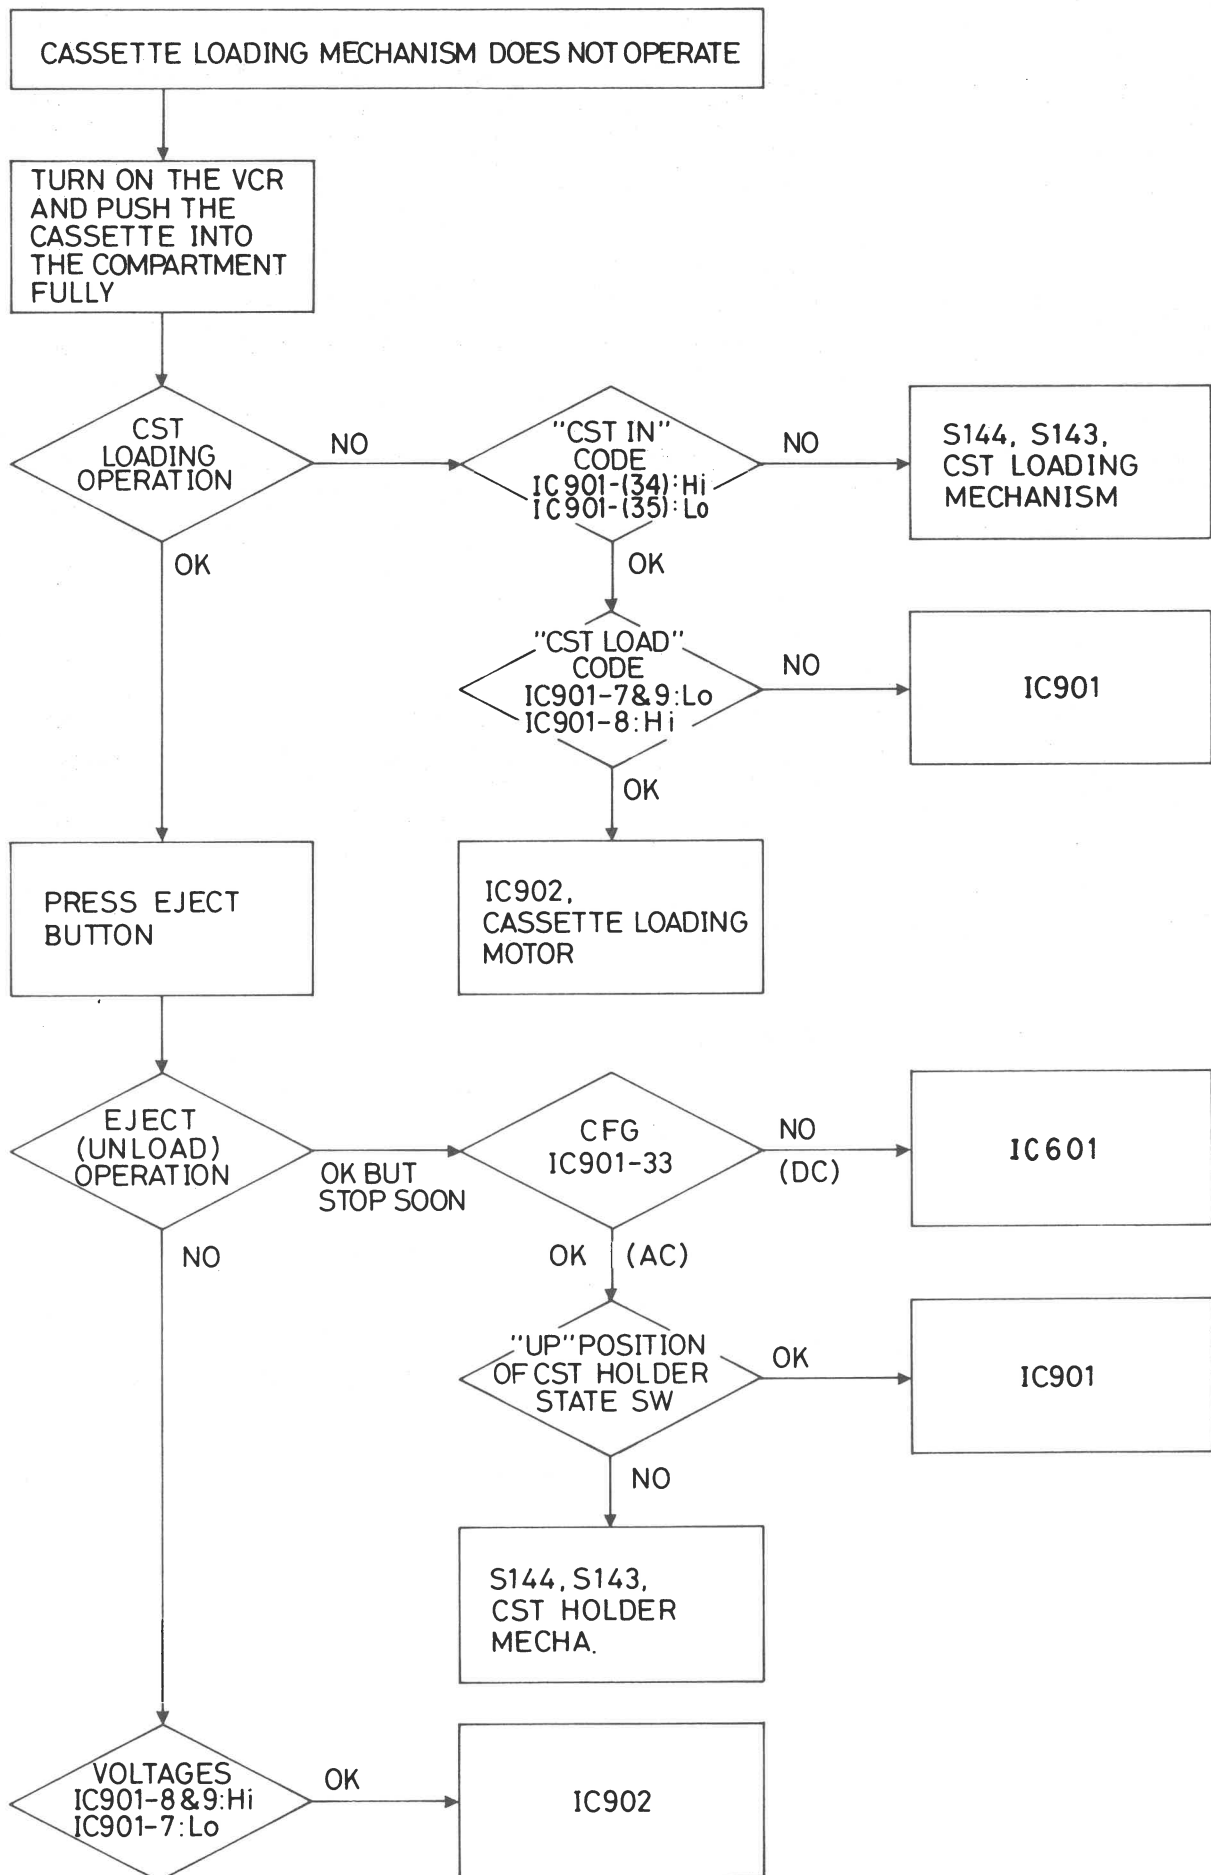 CASSETTE LOADING MECHANISM DOES NOT OPERATE
TURN ON THE VCR
AND PUSH THE
CASSETTE INTO
THE COMPARTMENT
FULLY
CST
LOADING
OPERATION
NO
"CST IN"
CODE
IC901-(34):Hi
IC901-(35):Lo
NO
S144, S143,
CST LOADING
MECHANISM
OK
OK
"CST LOAD"
CODE
IC901-7&9:Lo
IC901-8:Hi
NO
IC901
OK
PRESS EJECT
BUTTON
IC902,
CASSETTE LOADING
MOTOR
EJECT
(UNLOAD)
OPERATION
OK BUT
STOP SOON
CFG
IC901-33
NO
(DC)
IC601
NO
OK (AC)
"UP" POSITION
OF CST HOLDER
STATE SW
OK
IC901
NO
S144, S143,
CST HOLDER
MECHA.
VOLTAGES
IC901-8&9:Hi
IC901-7:Lo
OK
IC902